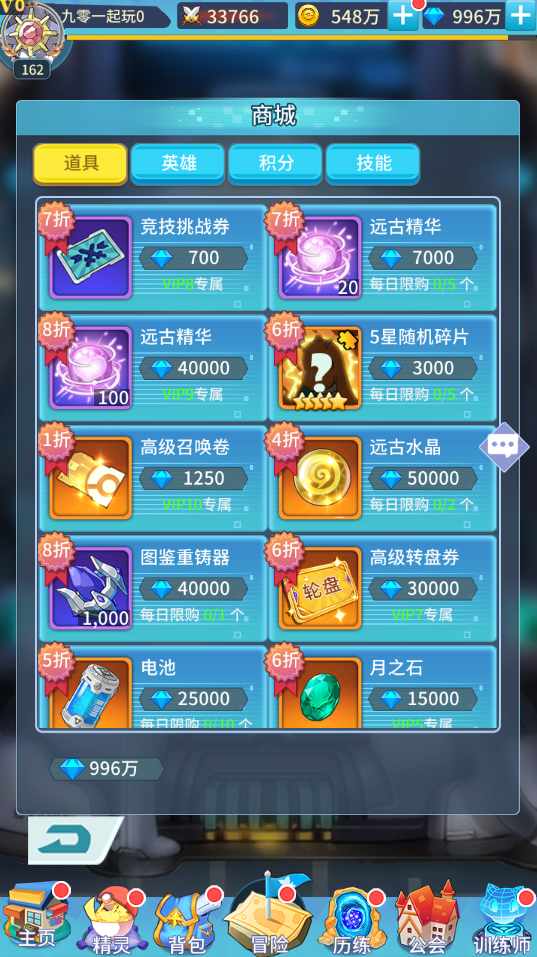 V0
九零一起玩0
33766
548万
996万
162
商城
道具
英雄
积分
技能
7折
竞技挑战券
700
VIP8专属
7折
远古精华
7000
20
每日限购 0/5 个
8折
远古精华
40000
100
VIP9专属
6折
5星随机碎片
3000
每日限购 0/5 个
1折
高级召唤卷
1250
VIP10专属
4折
远古水晶
50000
每日限购 0/2 个
8折
图鉴重铸器
40000
1,000
每日限购 0/1 个
6折
高级转盘券
30000
轮盘
VIP7专属
5折
电池
25000
每日限购 0/10 个
6折
月之石
15000
VIP5专属
996万
主页
精灵
背包
冒险
历练
公会
训练师